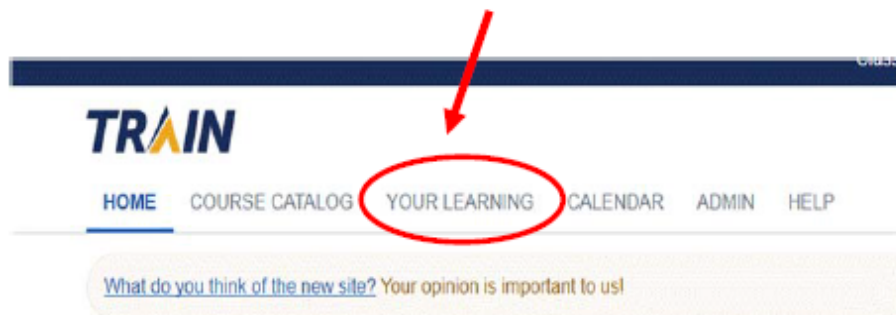 TRAIN
HOME COURSE CATALOG YOUR LEARNING CALENDAR ADMIN HELP
What do you think of the new site? Your opinion is important to us!